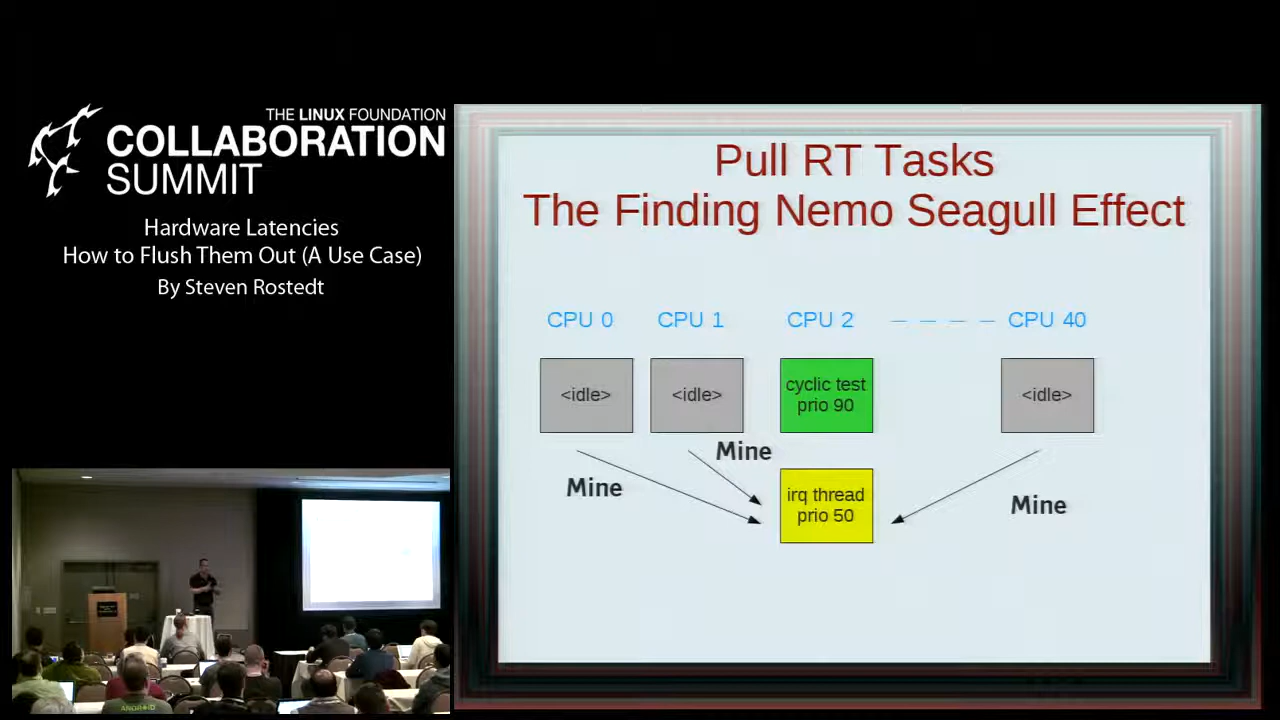 THE LINUX FOUNDATION
COLLABORATION
SUMMIT
Hardware Latencies
How to Flush Them Out (A Use Case)
By Steven Rostedt
Pull RT Tasks
The Finding Nemo Seagull Effect
CPU 0
CPU 1
CPU 2
CPU 40
<idle>
<idle>
cyclic test
prio 90
<idle>
Mine
Mine
irq thread
prio 50
Mine
ANDROID